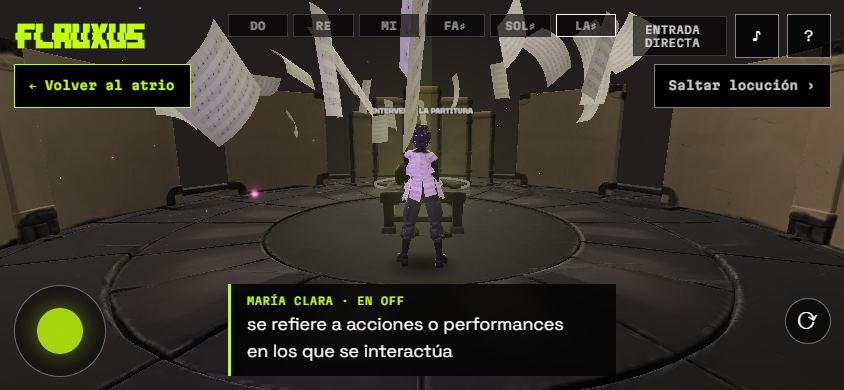 FLAUXUS
DO RE MI FA♯ SOL♯ LA♯
ENTRADA
DIRECTA
♪ ?
← Volver al atrio
Saltar locución ›
LA PARTITURA
MARÍA CLARA · EN OFF
se refiere a acciones o performances
en los que se interactúa